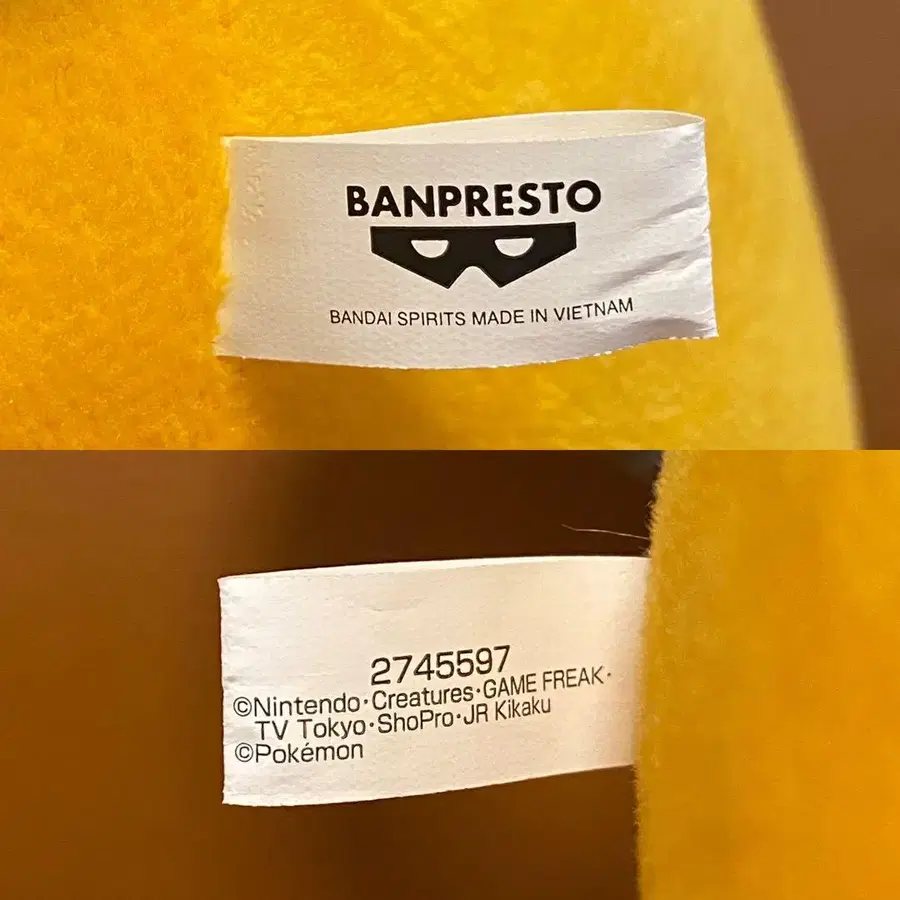 BANPRESTO
BANDAI SPIRITS MADE IN VIETNAM
2745597
©Nintendo・Creatures・GAME FREAK・
TV Tokyo・ShoPro・JR Kikaku
©Pokémon